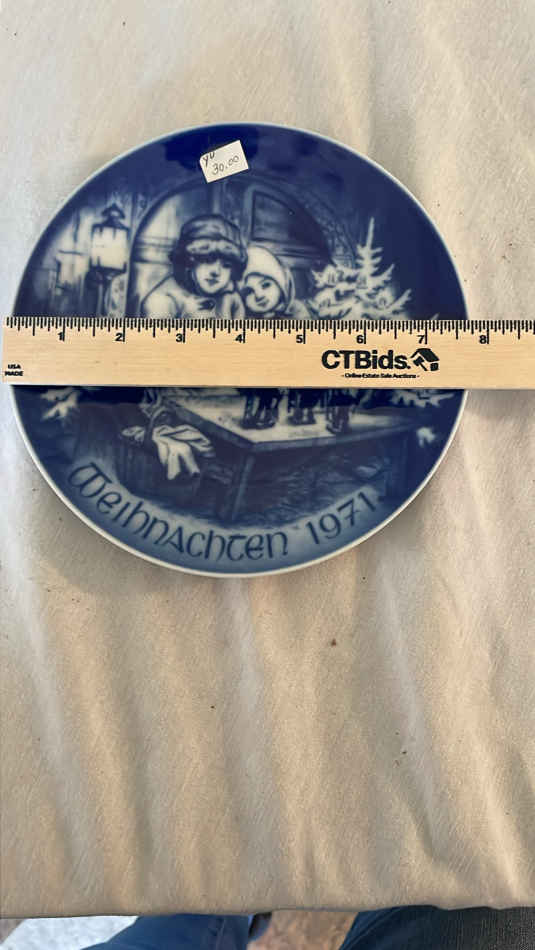 YU
30.00
1 2 3 4 5 6 7 8
CTBids.
USA
MADE
- Online Estate Sale Auctions -
Weihnachten 1971